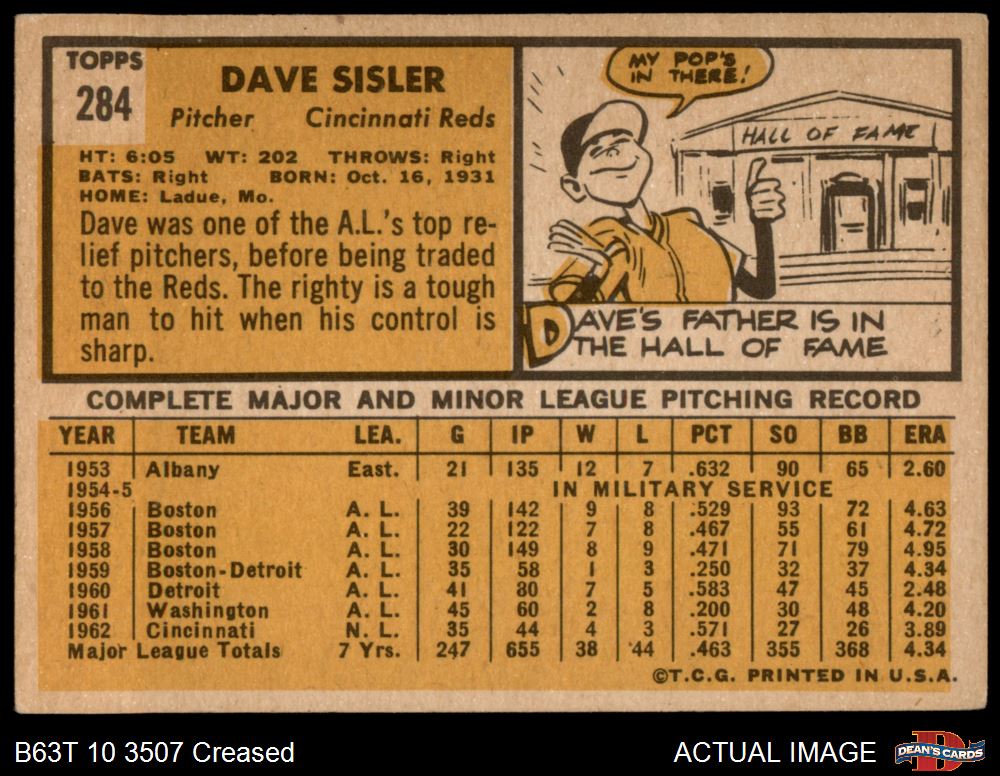 TOPPS
284
DAVE SISLER
Pitcher Cincinnati Reds
HT: 6:05 WT: 202 THROWS: Right
BATS: Right BORN: Oct. 16, 1931
HOME: Ladue, Mo.
Dave was one of the A.L.'s top re-
lief pitchers, before being traded
to the Reds. The righty is a tough
man to hit when his control is
sharp.
MY POP'S
IN THERE!
HALL OF FAME
DAVE'S FATHER IS IN
THE HALL OF FAME
COMPLETE MAJOR AND MINOR LEAGUE PITCHING RECORD
YEAR TEAM LEA. G IP W L PCT SO BB ERA
1953 Albany East. 21 135 12 7 .632 90 65 2.60
1954-5 IN MILITARY SERVICE
1956 Boston A. L. 39 142 9 8 .529 93 72 4.63
1957 Boston A. L. 22 122 7 8 .467 55 61 4.72
1958 Boston A. L. 30 149 8 9 .471 71 79 4.95
1959 Boston-Detroit A. L. 35 58 1 3 .250 32 37 4.34
1960 Detroit A. L. 41 80 7 5 .583 47 45 2.48
1961 Washington A. L. 45 60 2 8 .200 30 48 4.20
1962 Cincinnati N. L. 35 44 4 3 .571 27 26 3.89
Major League Totals 7 Yrs. 247 655 38 44 .463 355 368 4.34
©T.C.G. PRINTED IN U.S.A.
B63T 10 3507 Creased
ACTUAL IMAGE
DEAN'S CARDS